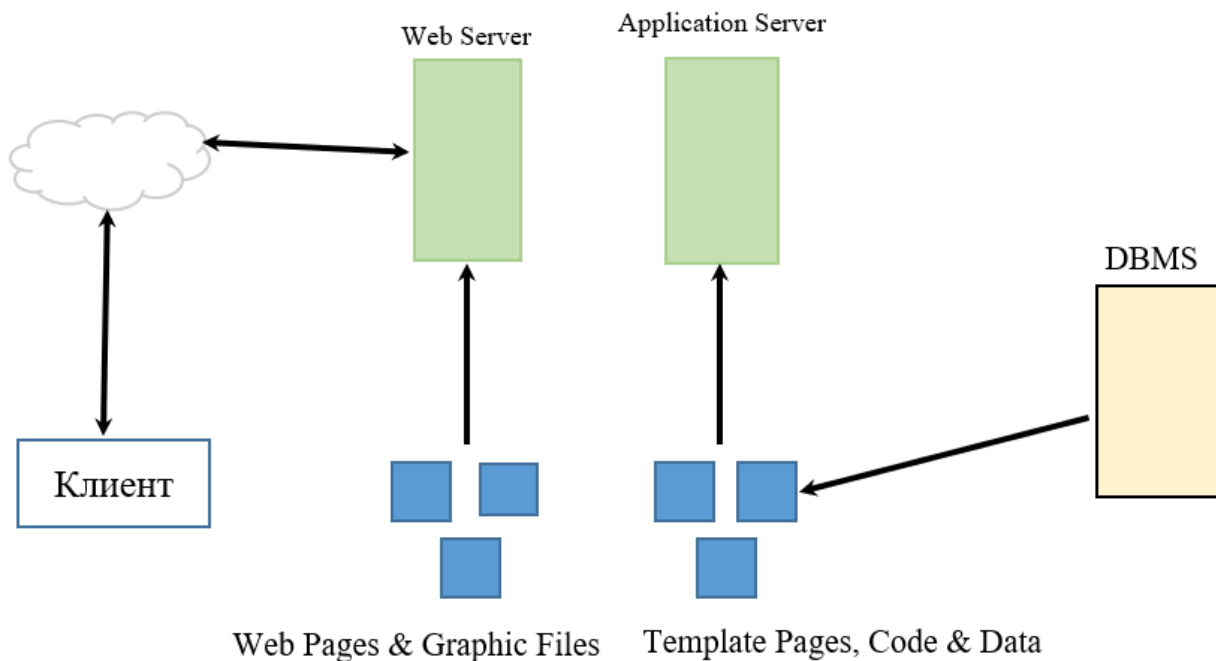 Web Server
Application Server
DBMS
Клиент
Web Pages & Graphic Files
Template Pages, Code & Data